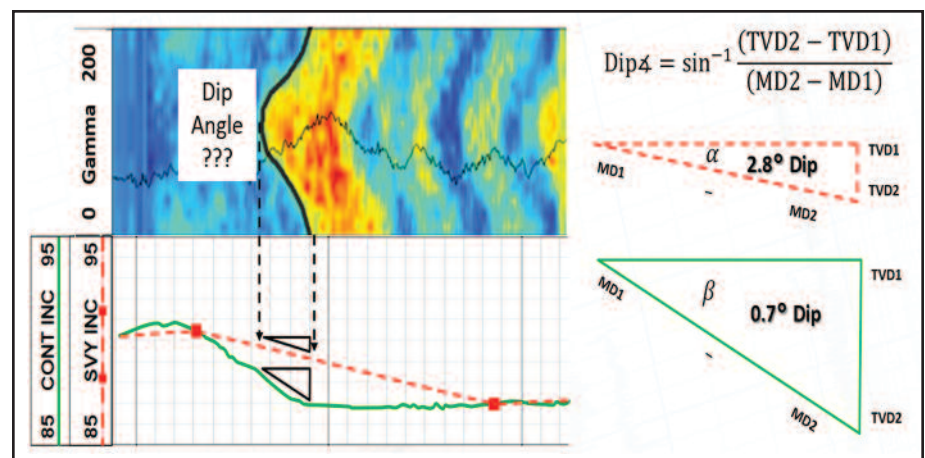 200
Gamma
0
Dip
Angle
???
95
CONT INC
85
95
SVY INC
85
Dip∡ = sin⁻¹ (TVD2 − TVD1)
(MD2 − MD1)
MD1
α
2.8° Dip
TVD1
TVD2
MD2
MD1
β
0.7° Dip
TVD1
MD2
TVD2